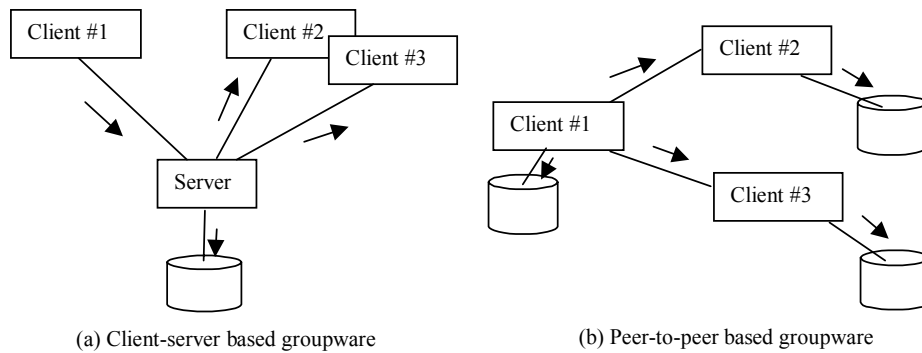 Client #1
Client #2
Client #3
Server
(a) Client-server based groupware
Client #2
Client #1
Client #3
(b) Peer-to-peer based groupware